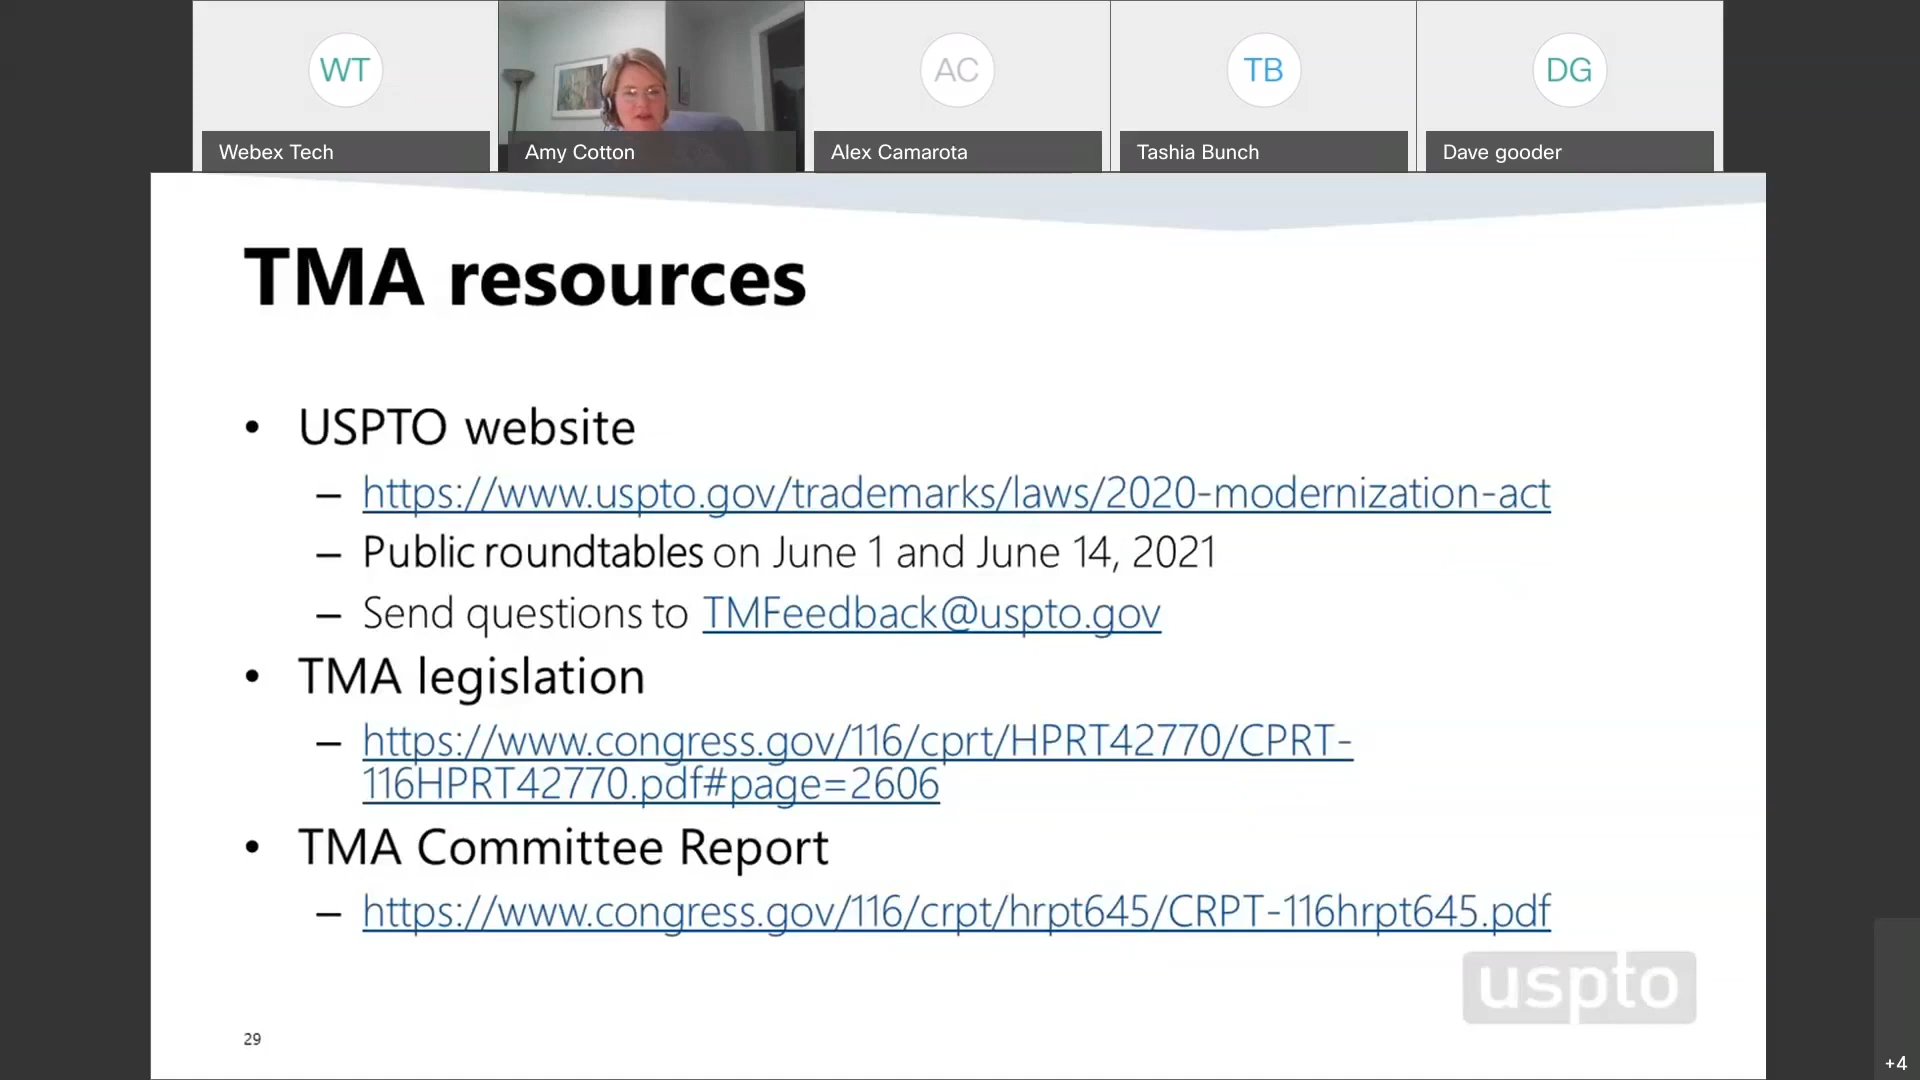 WT
AC
TB
DG
Webex Tech
Amy Cotton
Alex Camarota
Tashia Bunch
Dave gooder
TMA resources
• USPTO website
– https://www.uspto.gov/trademarks/laws/2020-modernization-act
– Public roundtables on June 1 and June 14, 2021
– Send questions to TMFeedback@uspto.gov
• TMA legislation
– https://www.congress.gov/116/cprt/HPRT42770/CPRT-
116HPRT42770.pdf#page=2606
• TMA Committee Report
– https://www.congress.gov/116/crpt/hrpt645/CRPT-116hrpt645.pdf
uspto
29
+4